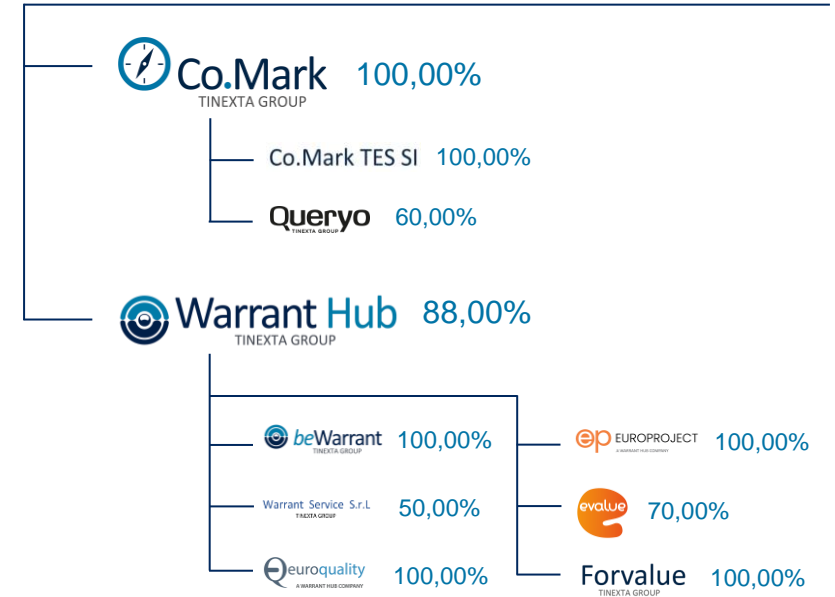 Co.Mark 100,00%
TINEXTA GROUP
Co.Mark TES SI 100,00%
Queryo 60,00%
TINEXTA GROUP
Warrant Hub 88,00%
TINEXTA GROUP
beWarrant 100,00%
TINEXTA GROUP
ep EUROPROJECT 100,00%
A WARRANT HUB COMPANY
Warrant Service S.r.L 50,00%
TINEXTA GROUP
evalue 70,00%
euroquality 100,00%
A WARRANT HUB COMPANY
Forvalue 100,00%
TINEXTA GROUP